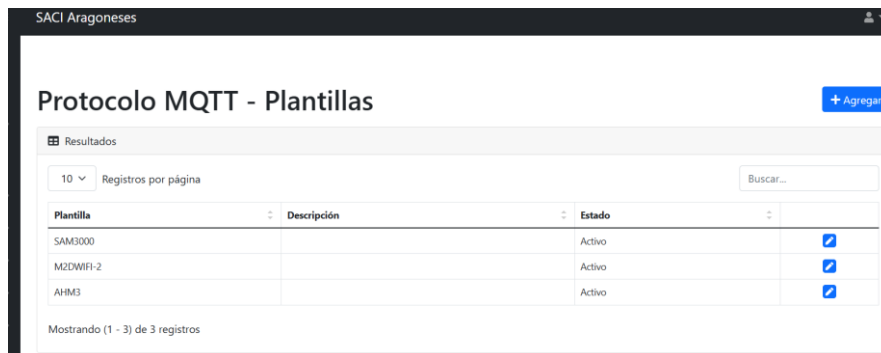 SACI Aragoneses
Protocolo MQTT - Plantillas
+ Agregar
Resultados
10 Registros por página
Buscar...
Plantilla Descripción Estado
SAM3000 Activo
M2DWIFI-2 Activo
AHM3 Activo
Mostrando (1 - 3) de 3 registros